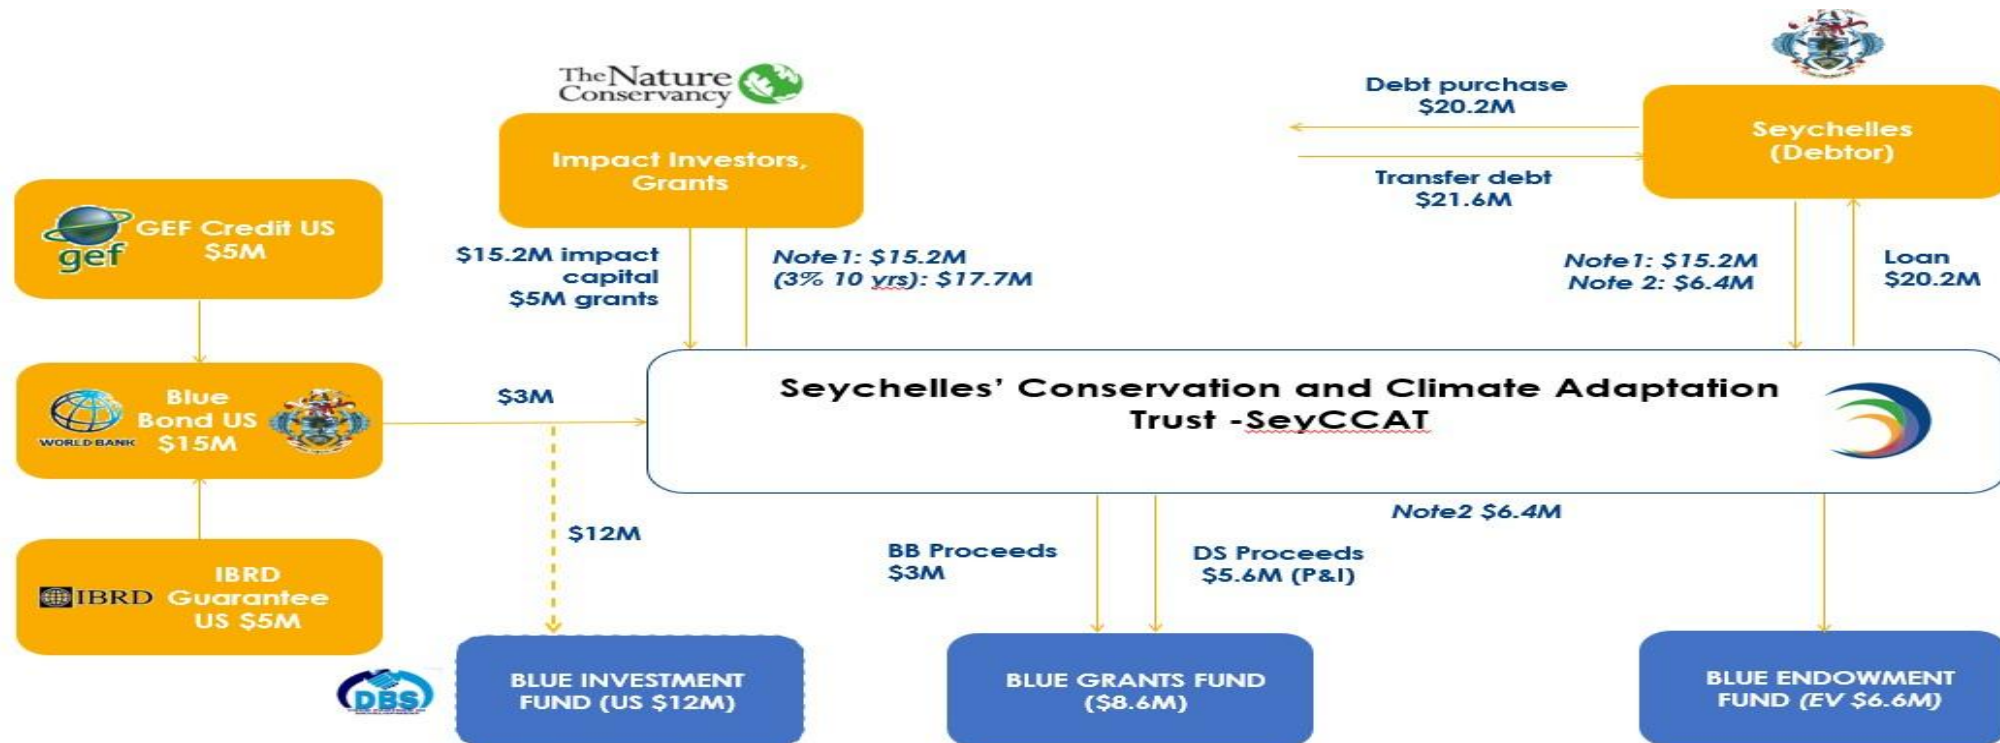 The Nature
Conservancy
Impact Investors,
Grants
Debt purchase
$20.2M
Transfer debt
$21.6M
Seychelles
(Debtor)
gef
GEF Credit US
$5M
$15.2M impact
capital
$5M grants
Note1: $15.2M
(3% 10 yrs): $17.7M
Note1: $15.2M
Note 2: $6.4M
Loan
$20.2M
WORLD BANK
Blue
Bond US
$15M
$3M
Seychelles’ Conservation and Climate Adaptation
Trust -SeyCCAT
$12M
IBRD
IBRD
Guarantee
US $5M
BB Proceeds
$3M
DS Proceeds
$5.6M (P&I)
Note2 $6.4M
DBS
BLUE INVESTMENT
FUND (US $12M)
BLUE GRANTS FUND
($8.6M)
BLUE ENDOWMENT
FUND (EV $6.6M)